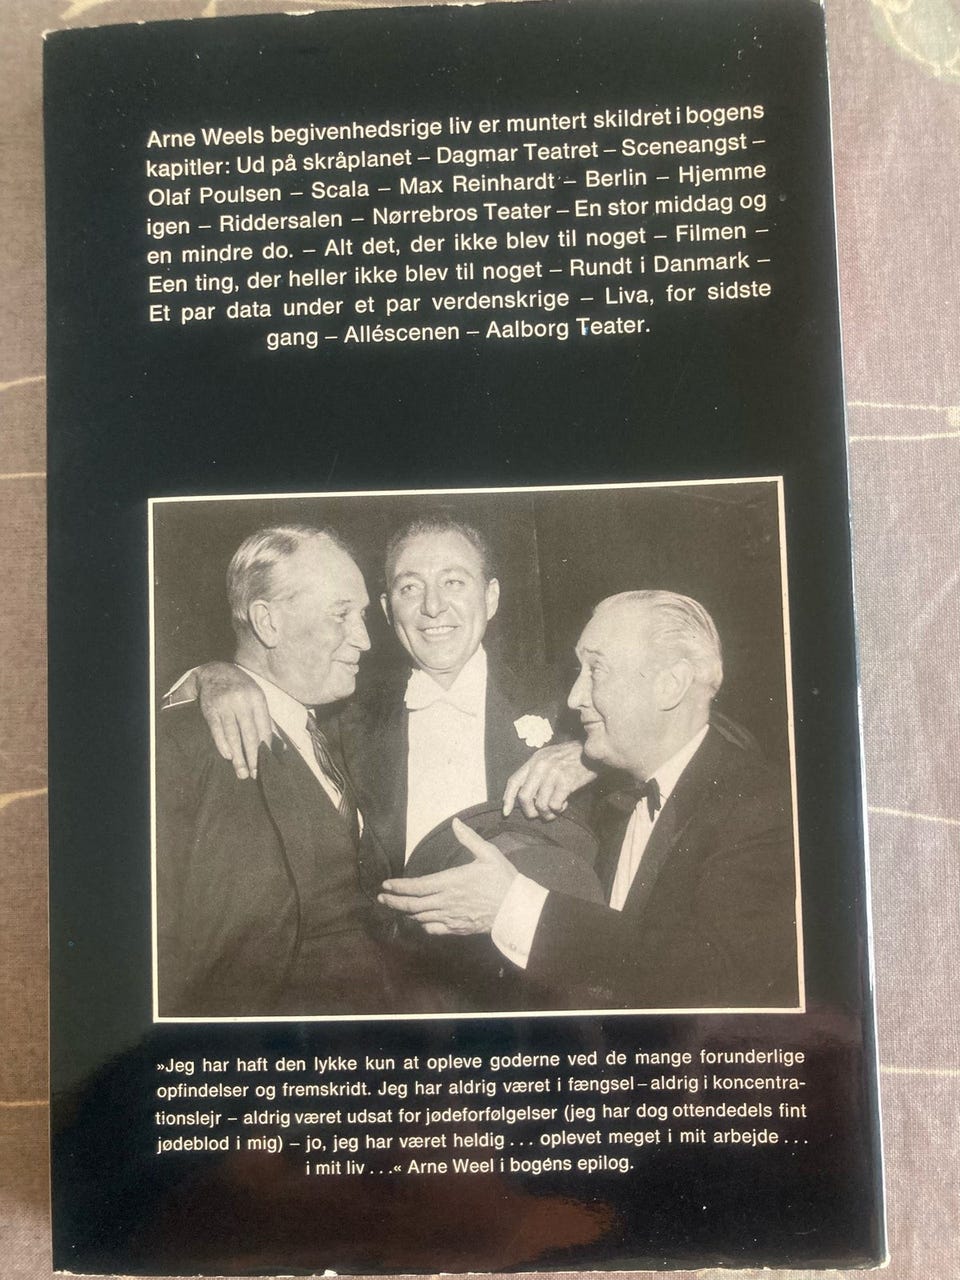 Arne Weels begivenhedsrige liv er muntert skildret i bogens
kapitler: Ud på skråplanet – Dagmar Teatret – Sceneangst –
Olaf Poulsen – Scala – Max Reinhardt – Berlin – Hjemme
igen – Riddersalen – Nørrebros Teater – En stor middag og
en mindre do. – Alt det, der ikke blev til noget – Filmen –
Een ting, der heller ikke blev til noget – Rundt i Danmark –
Et par data under et par verdenskrige – Liva, for sidste
gang – Alléscenen – Aalborg Teater.
»Jeg har haft den lykke kun at opleve goderne ved de mange forunderlige
opfindelser og fremskridt. Jeg har aldrig været i fængsel – aldrig i koncentra-
tionslejr – aldrig været udsat for jødeforfølgelser (jeg har dog ottendedels fint
jødeblod i mig) – jo, jeg har været heldig . . . oplevet meget i mit arbejde . . .
i mit liv . . .« Arne Weel i bogens epilog.